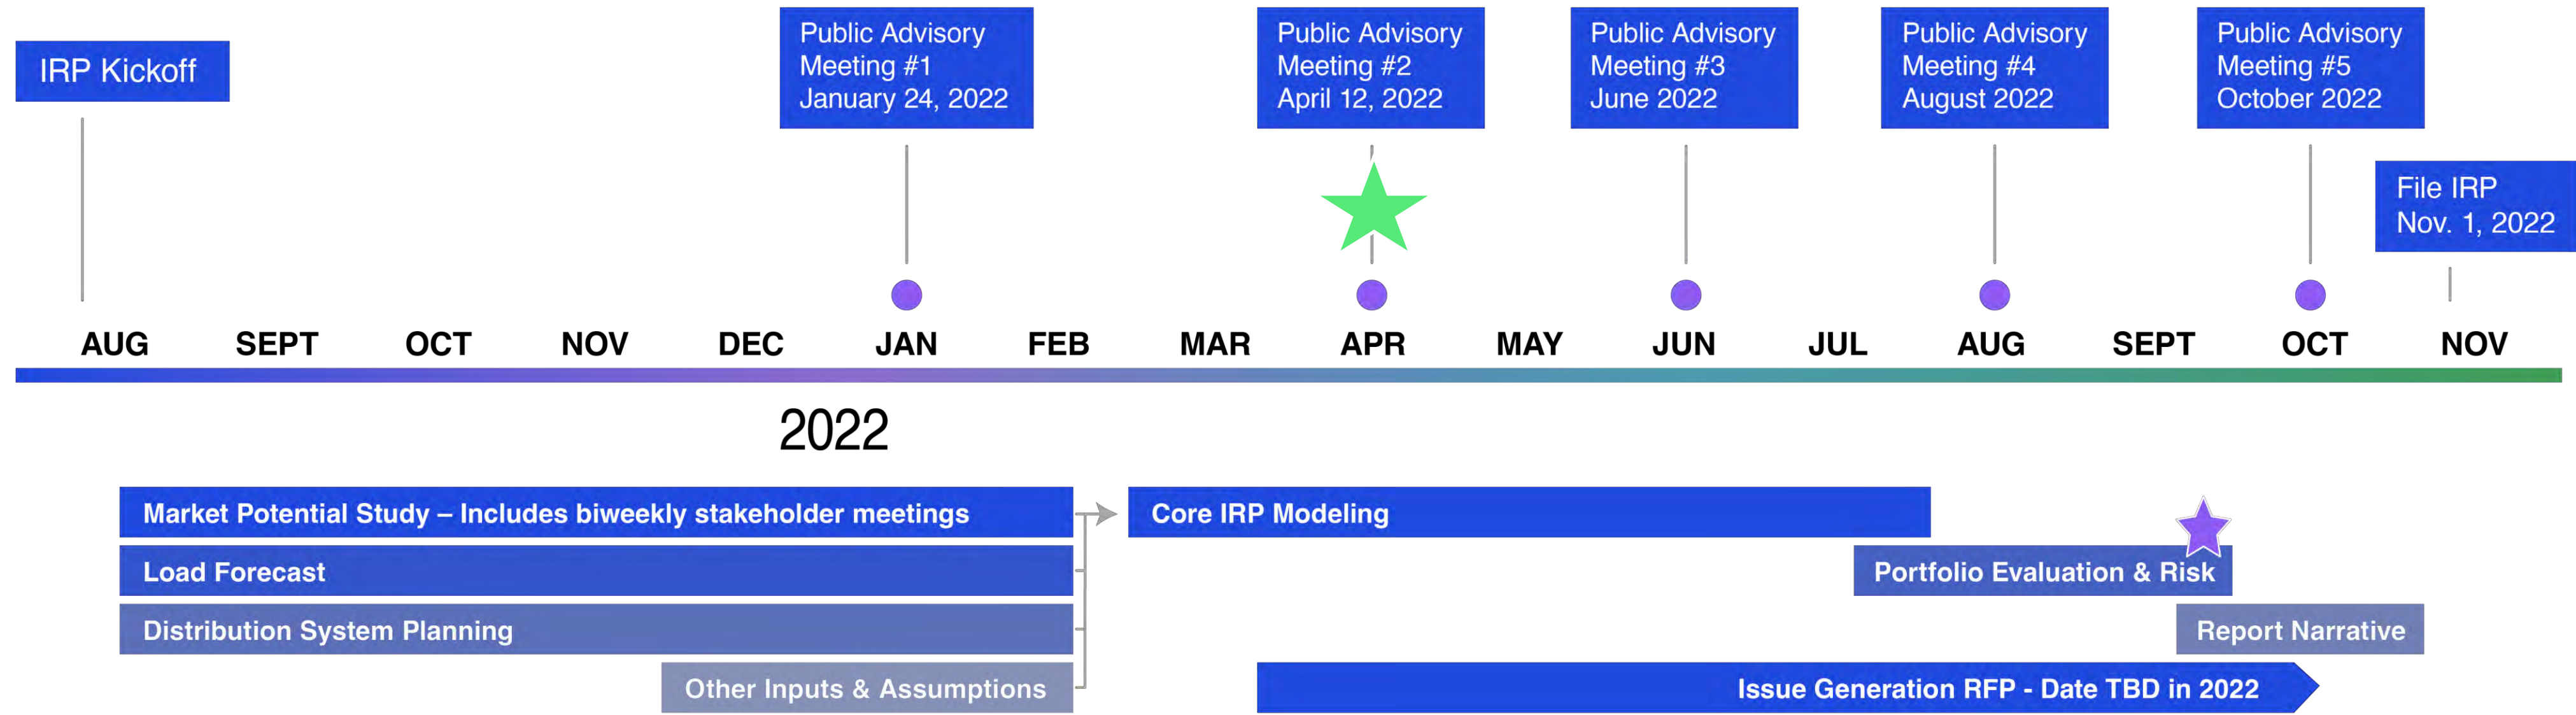 IRP Kickoff
Public Advisory
Meeting #1
January 24, 2022
Public Advisory
Meeting #2
April 12, 2022
Public Advisory
Meeting #3
June 2022
Public Advisory
Meeting #4
August 2022
Public Advisory
Meeting #5
October 2022
File IRP
Nov. 1, 2022
AUG SEPT OCT NOV DEC JAN FEB MAR APR MAY JUN JUL AUG SEPT OCT NOV
2022
Market Potential Study – Includes biweekly stakeholder meetings
Core IRP Modeling
Load Forecast
Portfolio Evaluation & Risk
Distribution System Planning
Report Narrative
Other Inputs & Assumptions
Issue Generation RFP - Date TBD in 2022